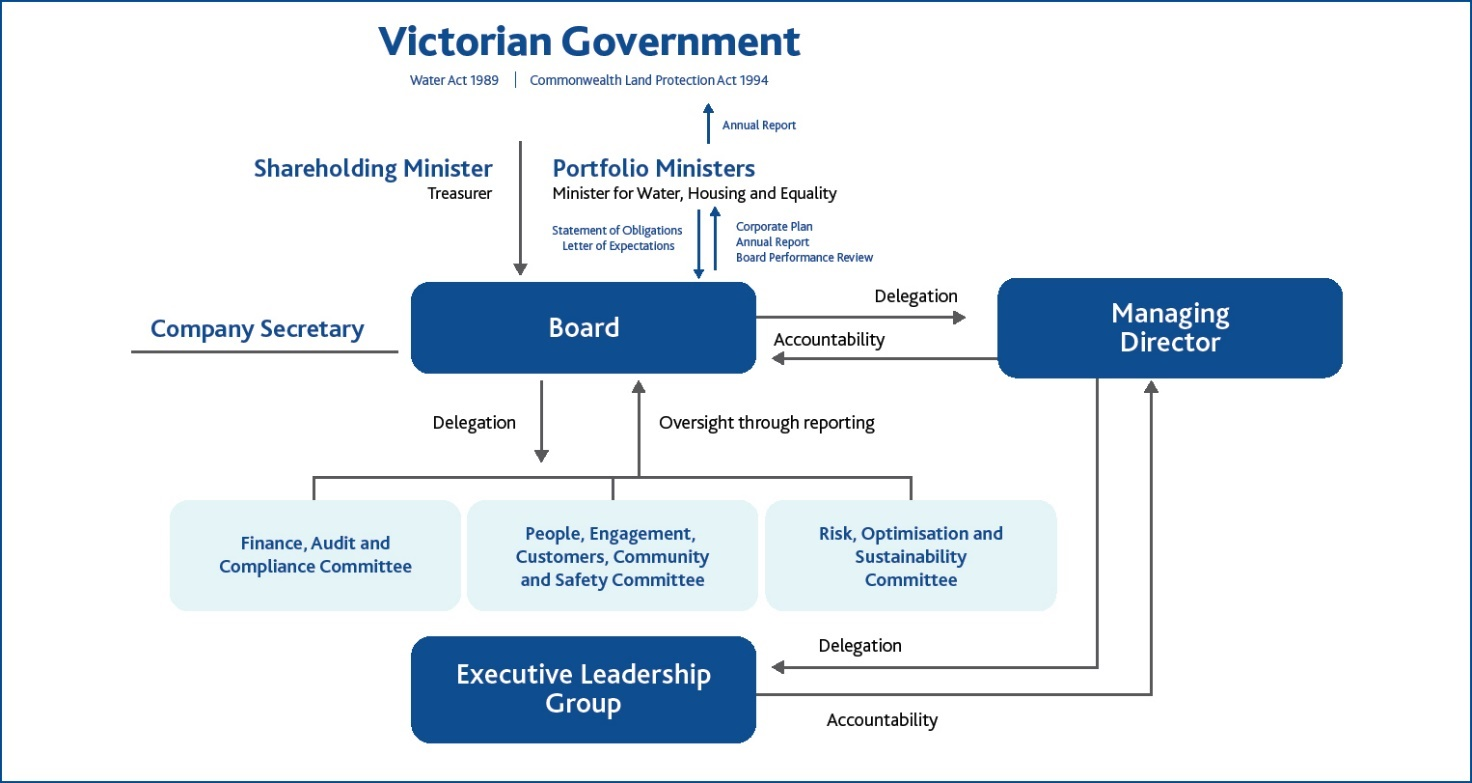 Victorian Government
Water Act 1989 | Commonwealth Land Protection Act 1994
Annual Report
Shareholding Minister
Treasurer
Portfolio Ministers
Minister for Water, Housing and Equality
Statement of Obligations
Letter of Expectations
Corporate Plan
Annual Report
Board Performance Review
Company Secretary
Board
Delegation
Accountability
Managing
Director
Delegation
Oversight through reporting
Finance, Audit and
Compliance Committee
People, Engagement,
Customers, Community
and Safety Committee
Risk, Optimisation and
Sustainability
Committee
Executive Leadership
Group
Delegation
Accountability